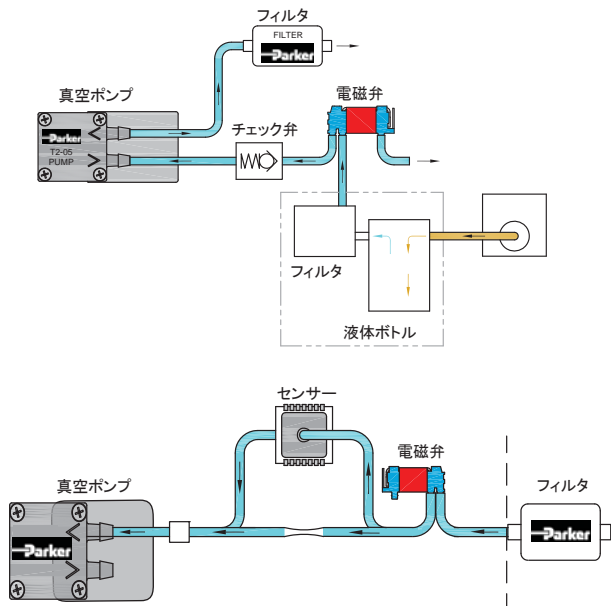 フィルタ
FILTER
Parker
真空ポンプ
電磁弁
Parker
T2-05
PUMP
チェック弁
フィルタ
液体ボトル
センサー
電磁弁
真空ポンプ
フィルタ
Parker
Parker